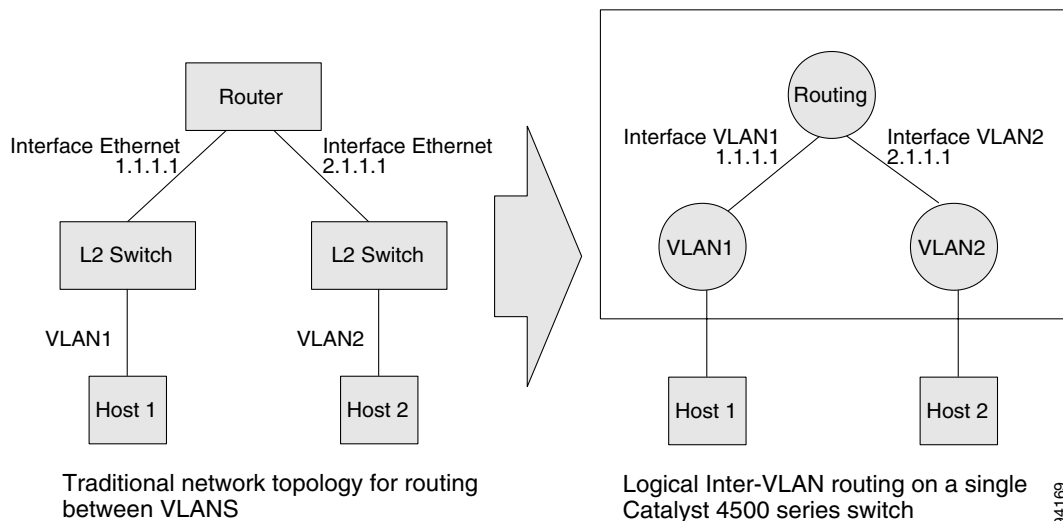 Router
Interface Ethernet
1.1.1.1
Interface Ethernet
2.1.1.1
L2 Switch
L2 Switch
VLAN1
VLAN2
Host 1
Host 2
Traditional network topology for routing
between VLANS
Routing
Interface VLAN1
1.1.1.1
Interface VLAN2
2.1.1.1
VLAN1
VLAN2
Host 1
Host 2
Logical Inter-VLAN routing on a single
Catalyst 4500 series switch